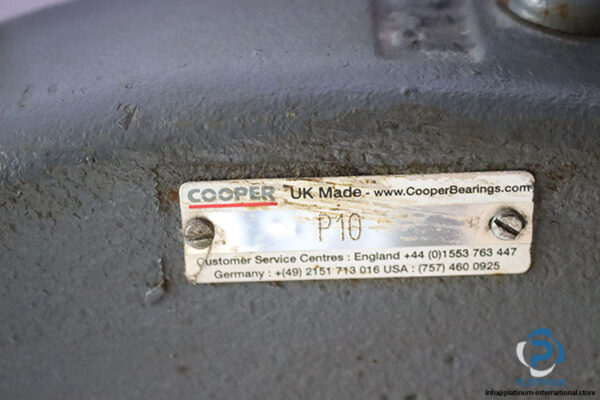 COOPER UK Made - www.CooperBearings.com
P10
Customer Service Centres : England +44 (0)1553 763 447
Germany : +(49) 2151 713 016 USA : (757) 460 0925
Info@platinum-international.store